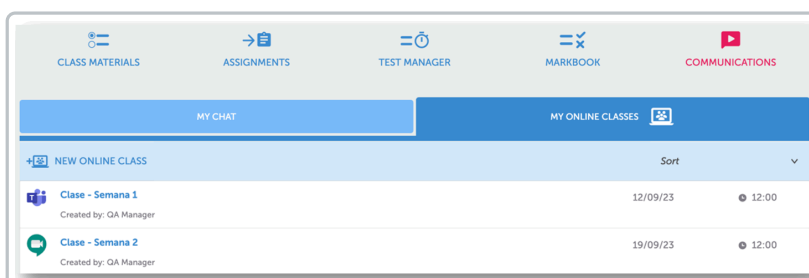 CLASS MATERIALS ASSIGNMENTS TEST MANAGER MARKBOOK COMMUNICATIONS
MY CHAT MY ONLINE CLASSES
NEW ONLINE CLASS Sort
Clase - Semana 1 12/09/23 12:00
Created by: QA Manager
Clase - Semana 2 19/09/23 12:00
Created by: QA Manager